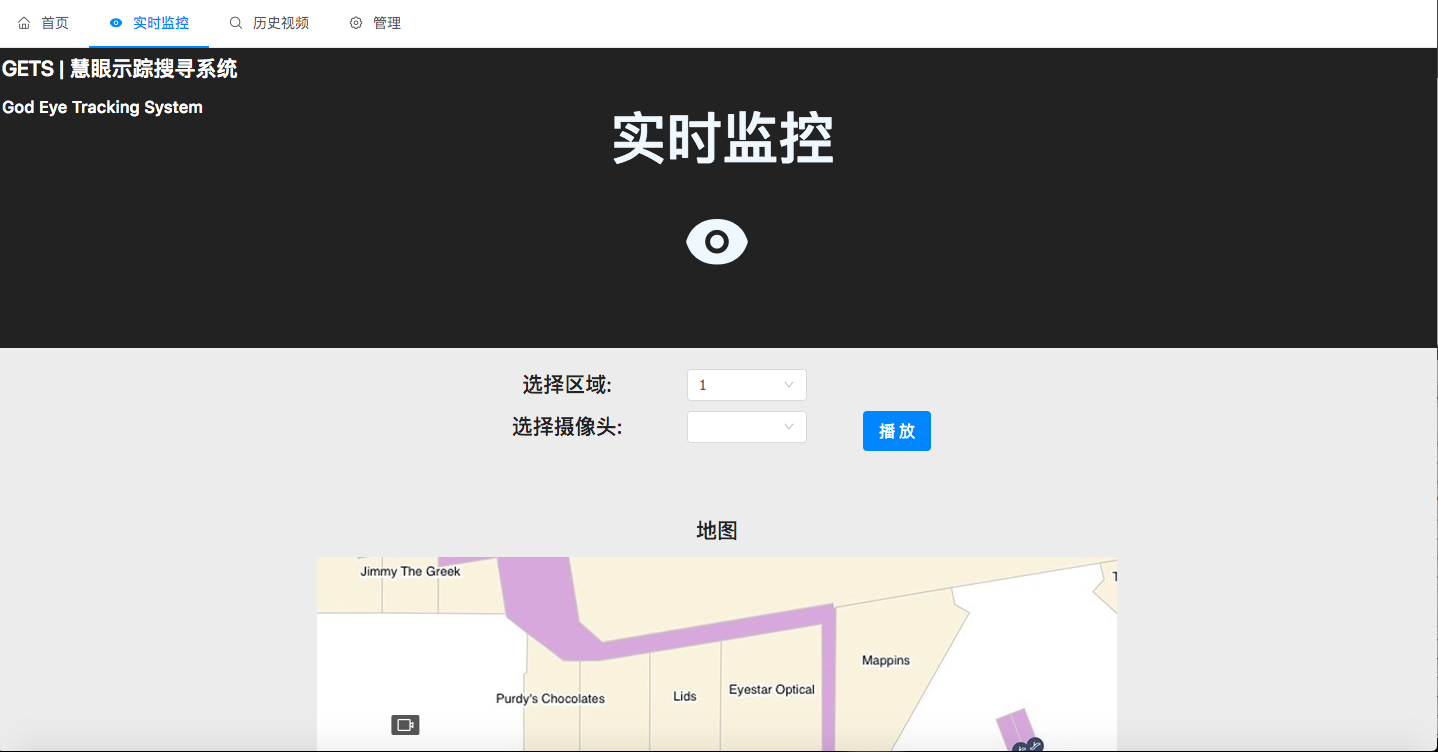 首页 实时监控 历史视频 管理
GETS | 慧眼示踪搜寻系统
God Eye Tracking System
实时监控
选择区域: 1
选择摄像头: 播放
地图
Jimmy The Greek
Mappins
Purdy's Chocolates Lids Eyestar Optical